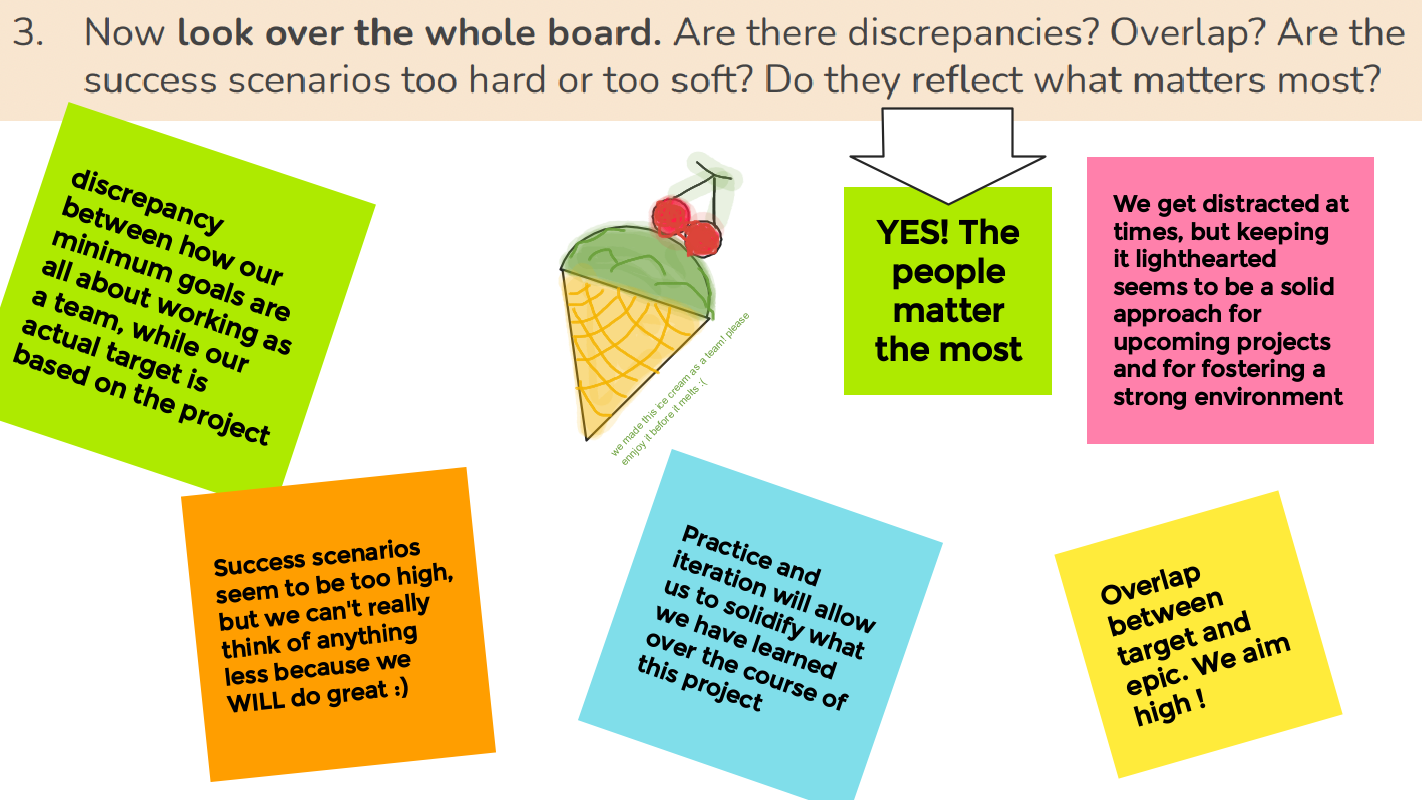 3. Now look over the whole board. Are there discrepancies? Overlap? Are the
success scenarios too hard or too soft? Do they reflect what matters most?
discrepancy
between how our
minimum goals are
all about working as
a team, while our
actual target is
based on the project
we made this ice cream as a team! please
ennjoy it before it melts :(
YES! The
people
matter
the most
We get distracted at
times, but keeping
it lighthearted
seems to be a solid
approach for
upcoming projects
and for fostering a
strong environment
Success scenarios
seem to be too high,
but we can't really
think of anything
less because we
WILL do great :)
Practice and
iteration will allow
us to solidify what
we have learned
over the course of
this project
Overlap
between
target and
epic. We aim
high !